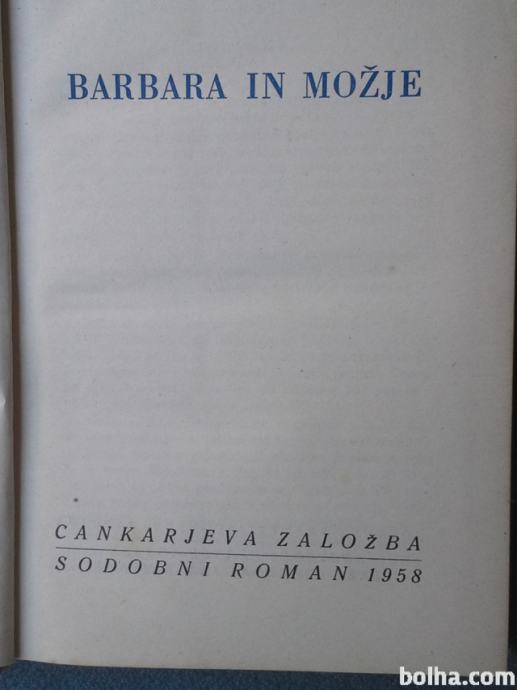 BARBARA IN MOŽJE
CANKARJEVA ZALOŽBA
SODOBNI ROMAN 1958
bolha.com